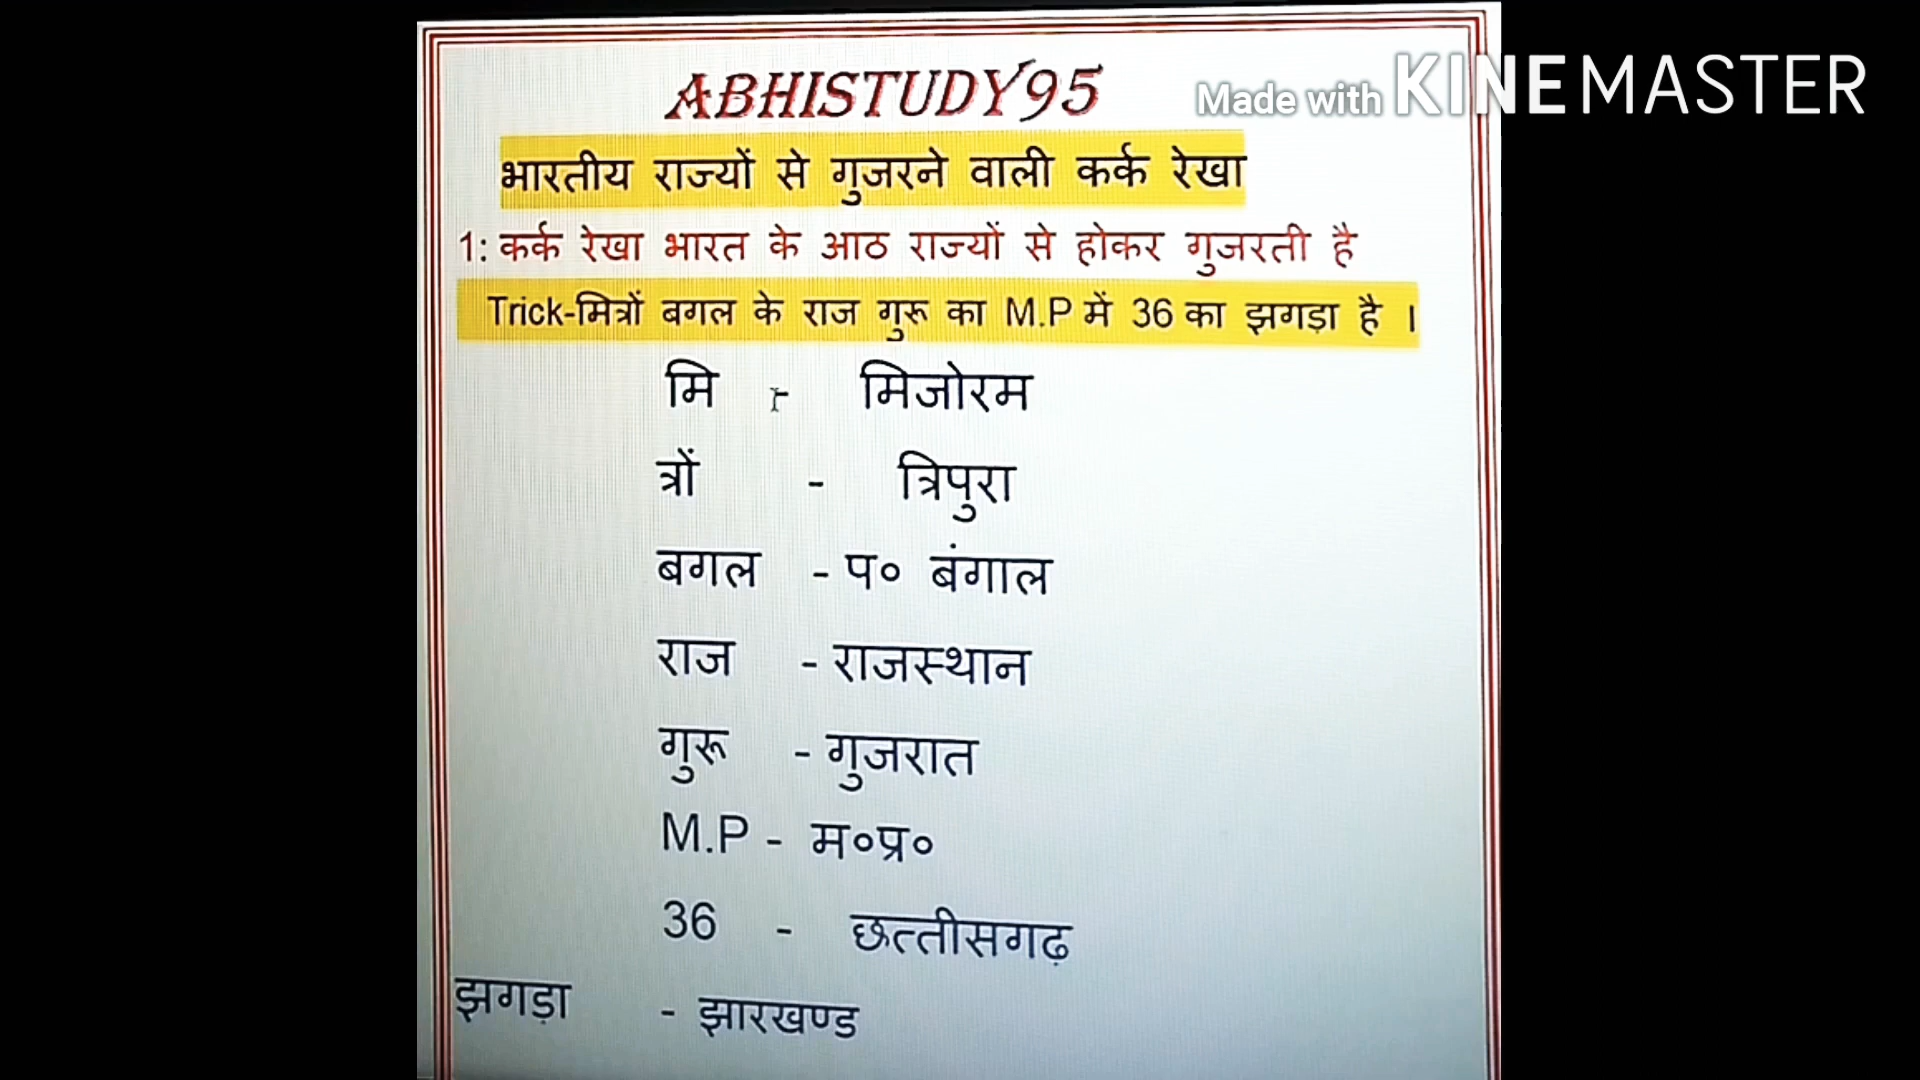 ABHISTUDY95
Made with KINEMASTER
भारतीय राज्यों से गुजरने वाली कर्क रेखा
1: कर्क रेखा भारत के आठ राज्यों से होकर गुजरती है
Trick-मित्रों बगल के राज गुरू का M.P में 36 का झगड़ा है ।
मि - मिजोरम
त्रों - त्रिपुरा
बगल - प० बंगाल
राज - राजस्थान
गुरू - गुजरात
M.P - म०प्र०
36 - छत्तीसगढ़
झगड़ा - झारखण्ड